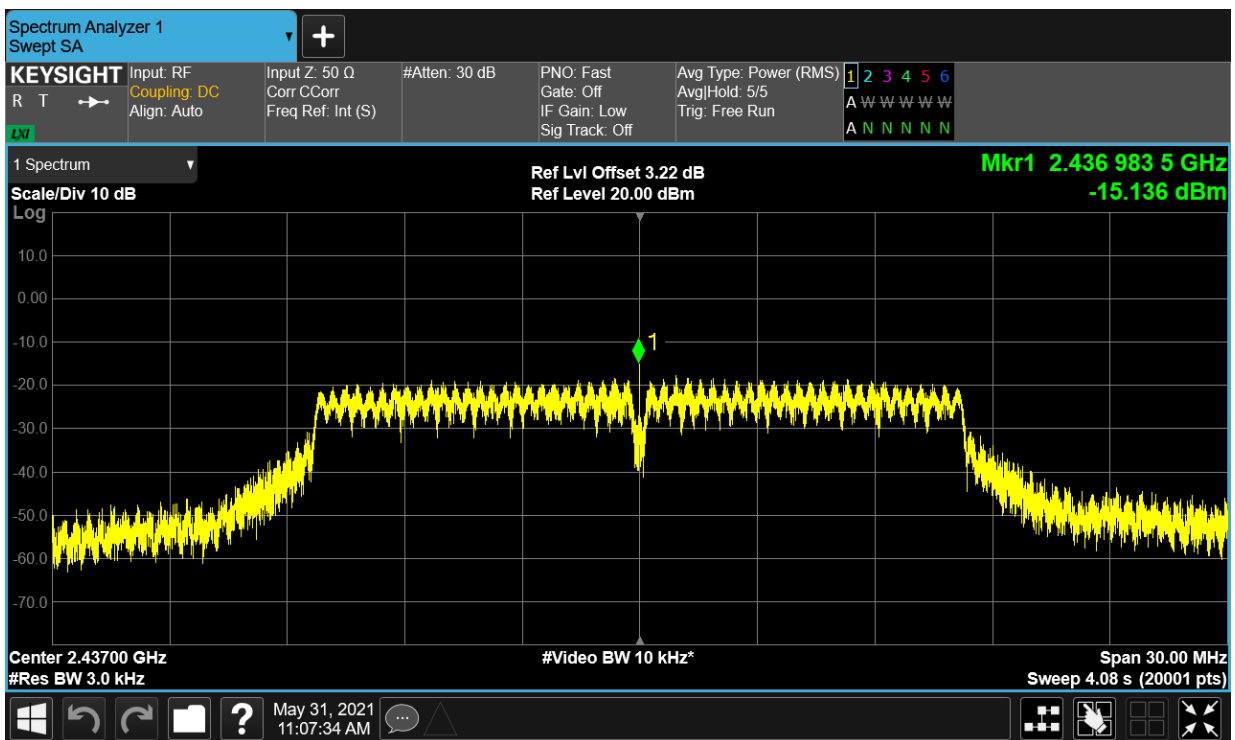 Spectrum Analyzer 1
Swept SA
KEYSIGHT
R T
LXI
Input: RF
Coupling: DC
Align: Auto
Input Z: 50 Ω
Corr CCorr
Freq Ref: Int (S)
#Atten: 30 dB
PNO: Fast
Gate: Off
IF Gain: Low
Sig Track: Off
Avg Type: Power (RMS)
Avg|Hold: 5/5
Trig: Free Run
1 2 3 4 5 6
A W W W W W
A N N N N N
1 Spectrum
Scale/Div 10 dB
Log
Ref Lvl Offset 3.22 dB
Ref Level 20.00 dBm
Mkr1 2.436 983 5 GHz
-15.136 dBm
10.0
0.00
-10.0
-20.0
-30.0
-40.0
-50.0
-60.0
-70.0
1
Center 2.43700 GHz
#Res BW 3.0 kHz
#Video BW 10 kHz*
Span 30.00 MHz
Sweep 4.08 s (20001 pts)
?
May 31, 2021
11:07:34 AM